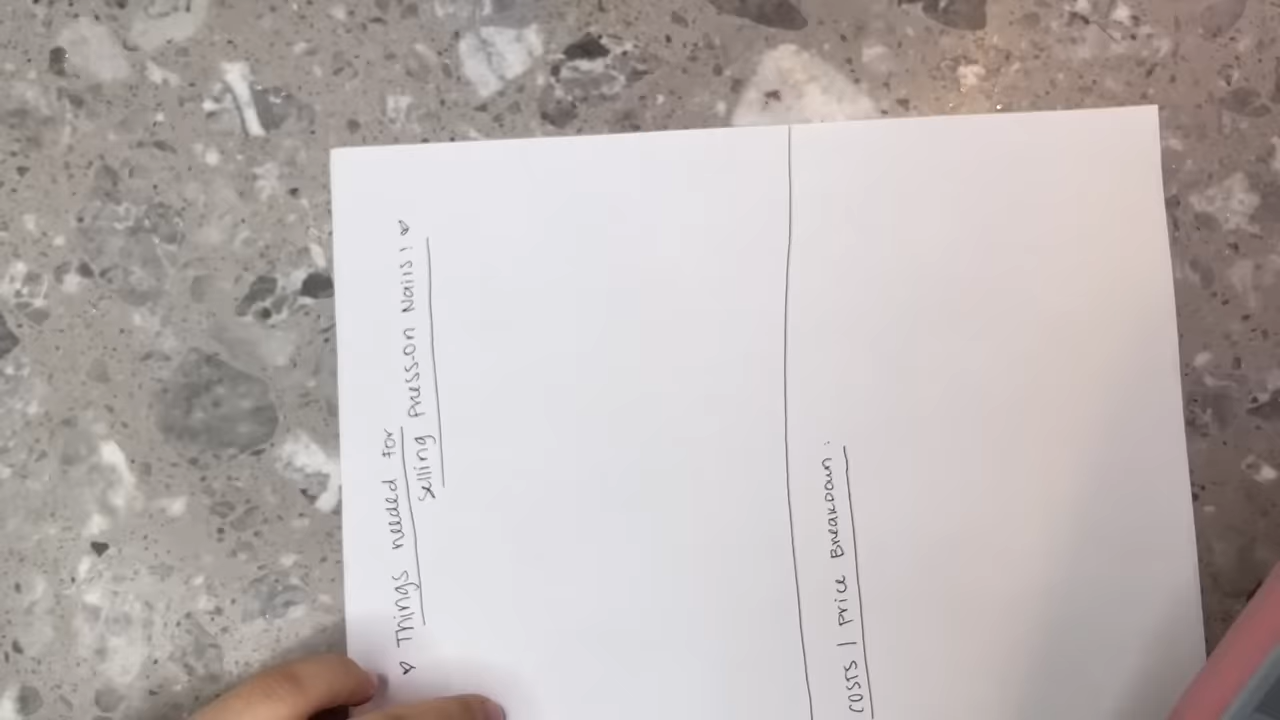 ♡ Things needed for
selling Press-on Nails! ♡
COSTS / Price Breakdown: